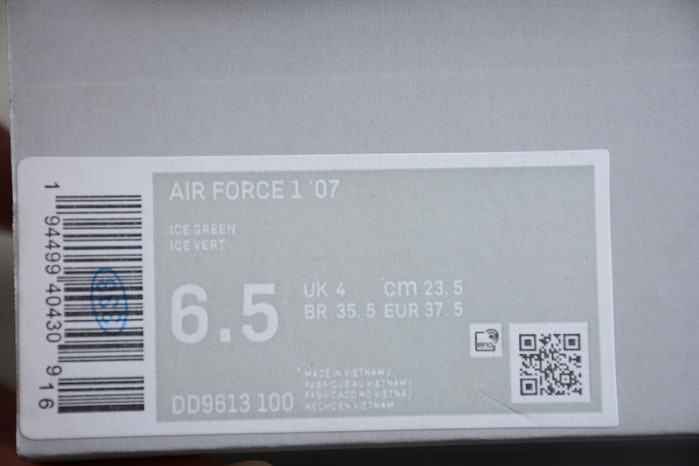 AIR FORCE 1 '07
ICE GREEN
ICE VERT
6.5
UK 4 cm 23.5
BR 35.5 EUR 37.5
RFID
* MADE IN VIETNAM/
FABRIQUÉ AU VIETNAM/
FABRICADO NO VIETNÃ/
HECHO EN VIETNAM
DD9613 100
1 94499 40430 9 16